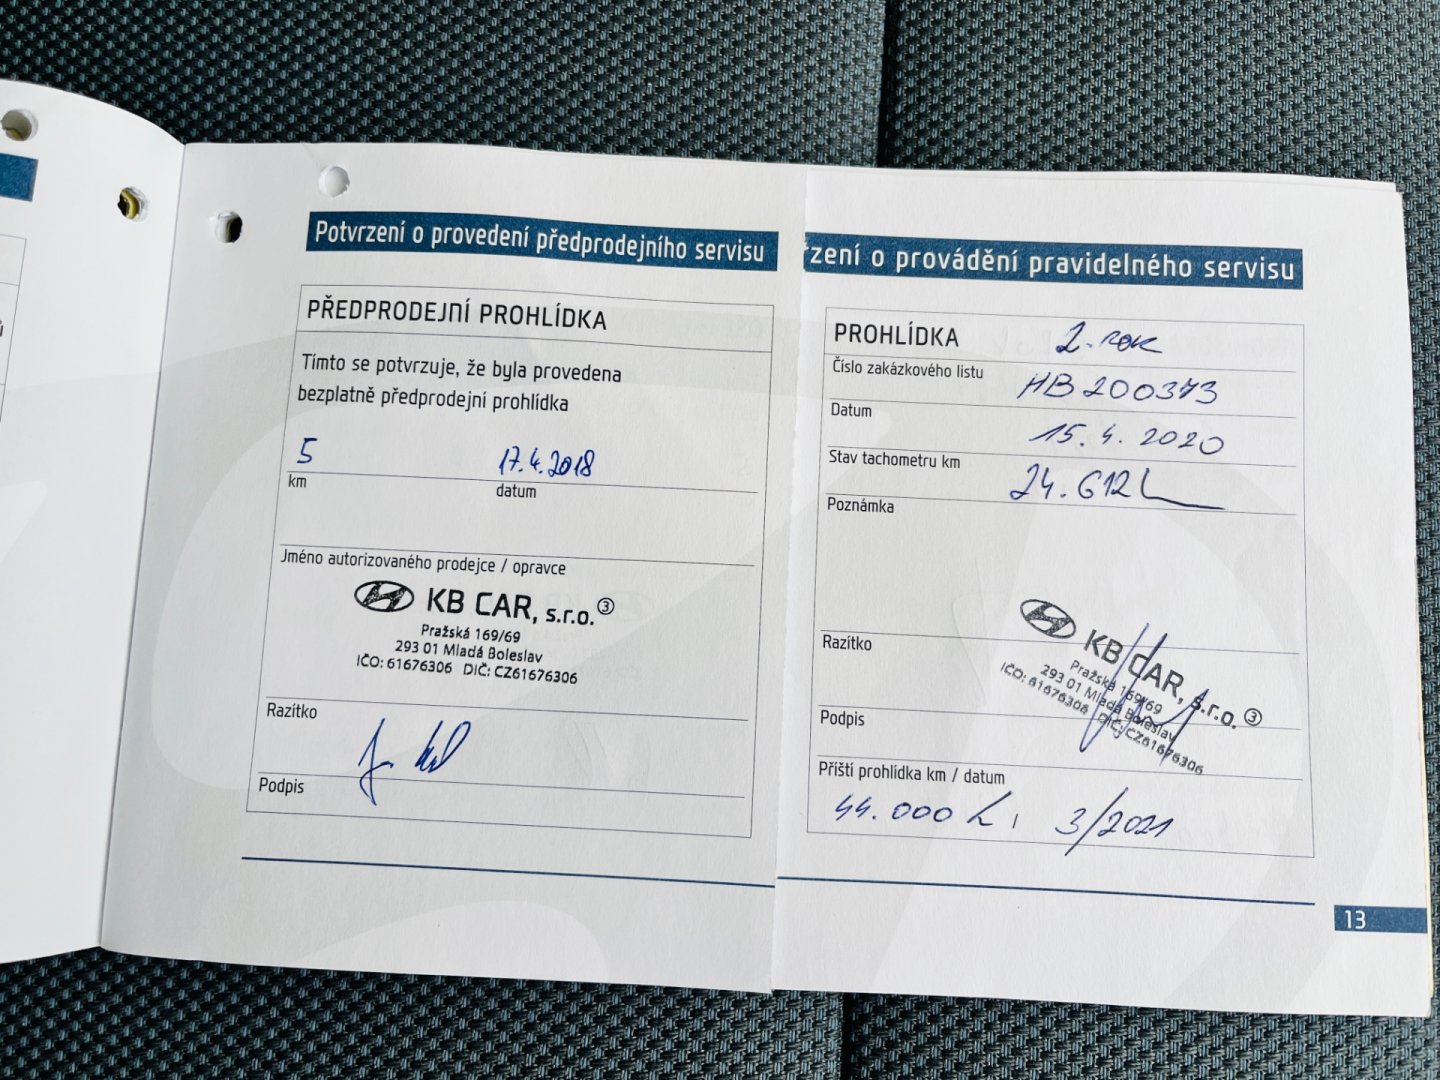 Potvrzení o provedení předprodejního servisu
PŘEDPRODEJNÍ PROHLÍDKA
Tímto se potvrzuje, že byla provedena
bezplatně předprodejní prohlídka
5 17.4.2018
km datum
Jméno autorizovaného prodejce / opravce
KB CAR, s.r.o. ③
Pražská 169/69
293 01 Mladá Boleslav
IČO: 61676306 DIČ: CZ61676306
Razítko
Podpis
rzení o provádění pravidelného servisu
PROHLÍDKA 2. rok
Číslo zakázkového listu HB200373
Datum 15. 4. 2020
Stav tachometru km 24.612
Poznámka
KB CAR, s.r.o. ③
Pražská 169/69
293 01 Mladá Boleslav
IČO: 61676306 DIČ: CZ61676306
Razítko
Podpis
Příští prohlídka km / datum
44.000 / 3/2021
13